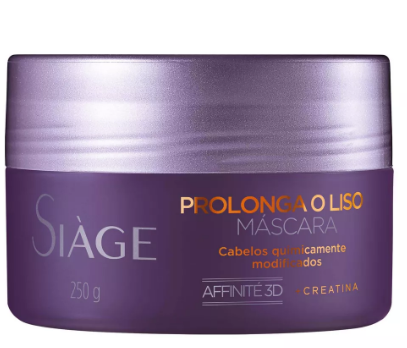 SIÀGE
250 g
PROLONGA O LISO
MÁSCARA
Cabelos quimicamente
modificados
AFFINITÉ 3D
+CREATINA